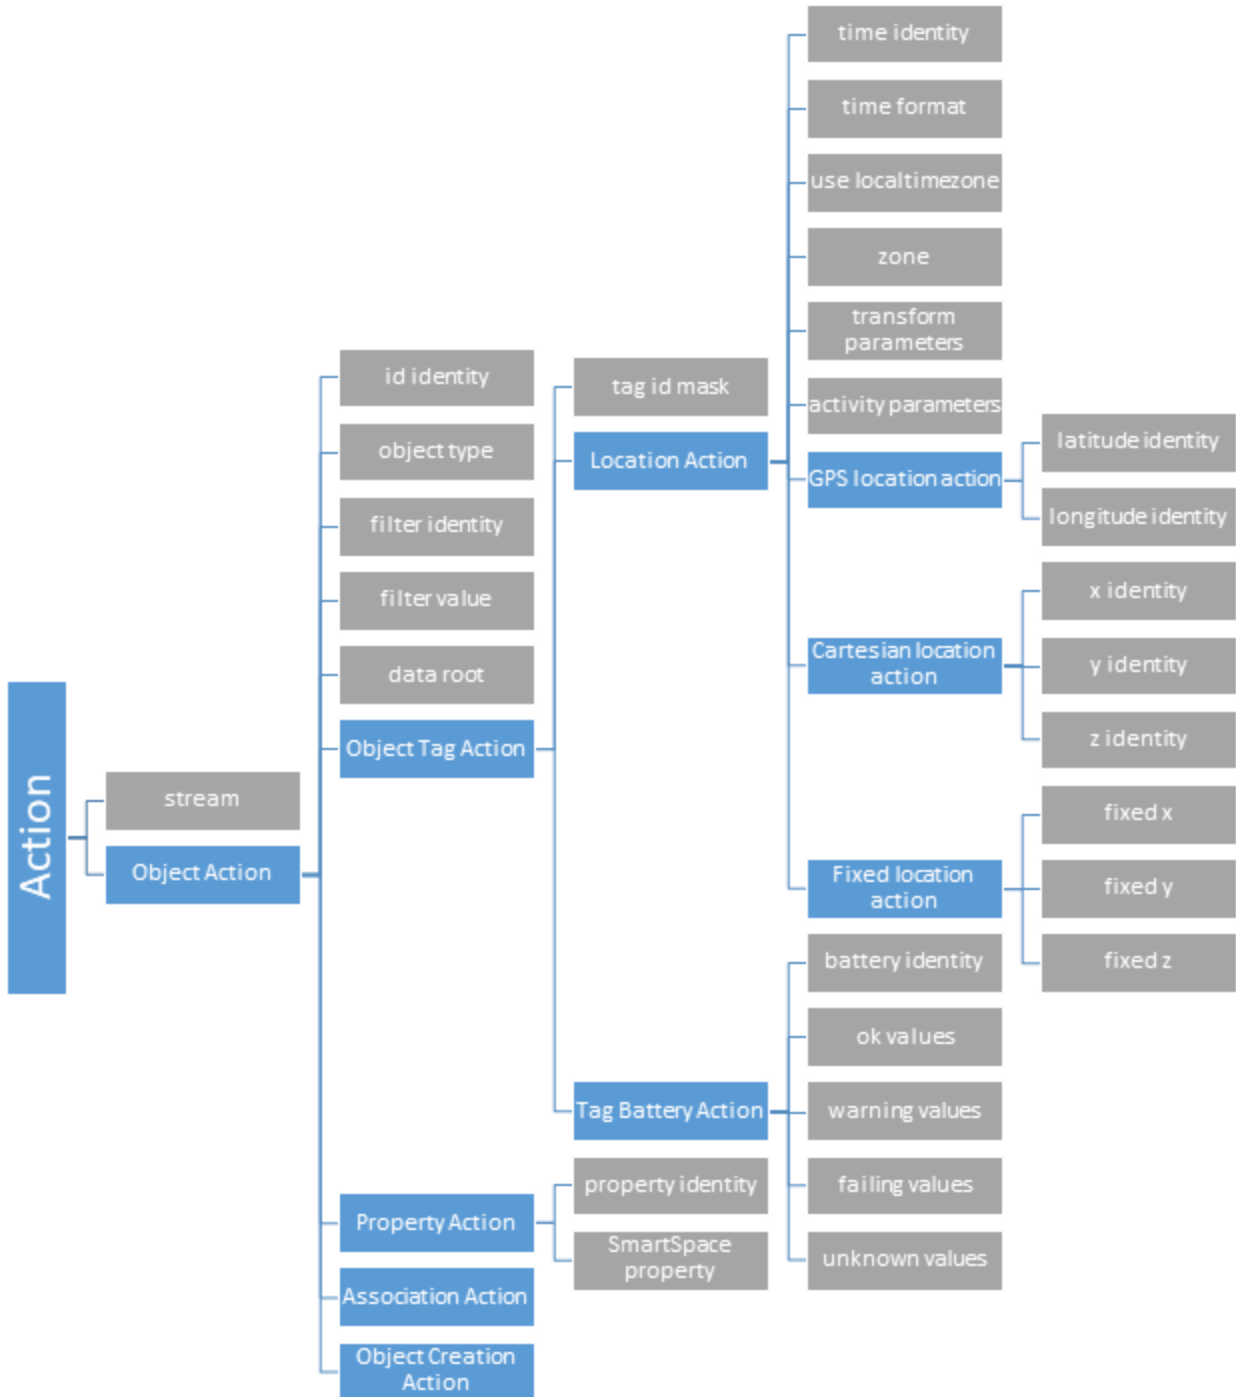 Action
stream
Object Action
id identity
object type
filter identity
filter value
data root
Object Tag Action
tag id mask
Location Action
time identity
time format
use localtimezone
zone
transform
parameters
activity parameters
GPS location action
latitude identity
longitude identity
Cartesian location
action
x identity
y identity
z identity
Fixed location
action
fixed x
fixed y
fixed z
Tag Battery Action
battery identity
ok values
warning values
failing values
unknown values
Property Action
property identity
SmartSpace
property
Association Action
Object Creation
Action